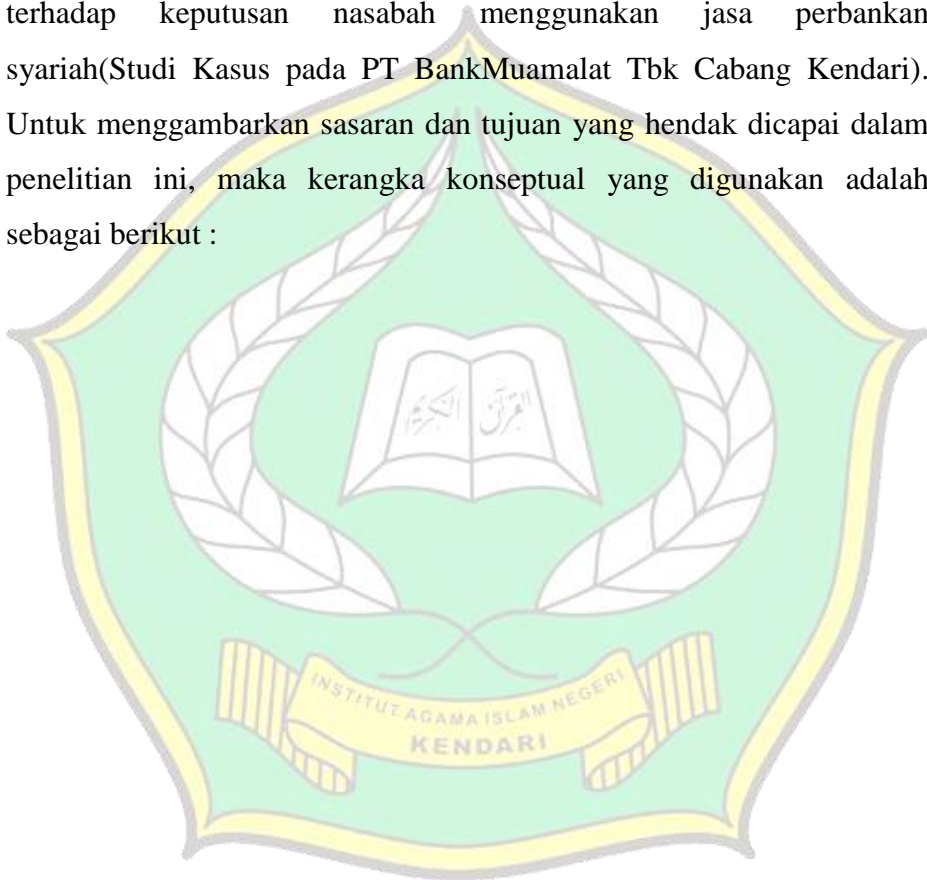 terhadap keputusan nasabah menggunakan jasa perbankan
syariah(Studi Kasus pada PT BankMuamalat Tbk Cabang Kendari).
Untuk menggambarkan sasaran dan tujuan yang hendak dicapai dalam
penelitian ini, maka kerangka konseptual yang digunakan adalah
sebagai berikut :
القرآن الكريم
INSTITUT AGAMA ISLAM NEGERI
KENDARI